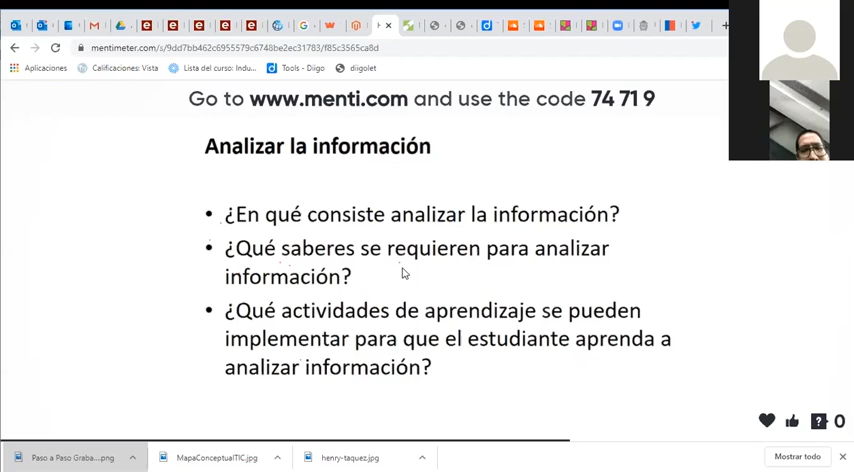 mentimeter.com/s/9dd7bb462c6955579c6748be2ec31783/f85c3565ca8d
Aplicaciones
Calificaciones: Vista
Lista del curso: Indu...
Tools - Diigo
diigolet
Go to www.menti.com and use the code 74 71 9
Analizar la información
• ¿En qué consiste analizar la información?
• ¿Qué saberes se requieren para analizar
información?
• ¿Qué actividades de aprendizaje se pueden
implementar para que el estudiante aprenda a
analizar información?
0
Paso a Paso Graba....png
MapaConceptualTIC.jpg
henry-taquez.jpg
Mostrar todo